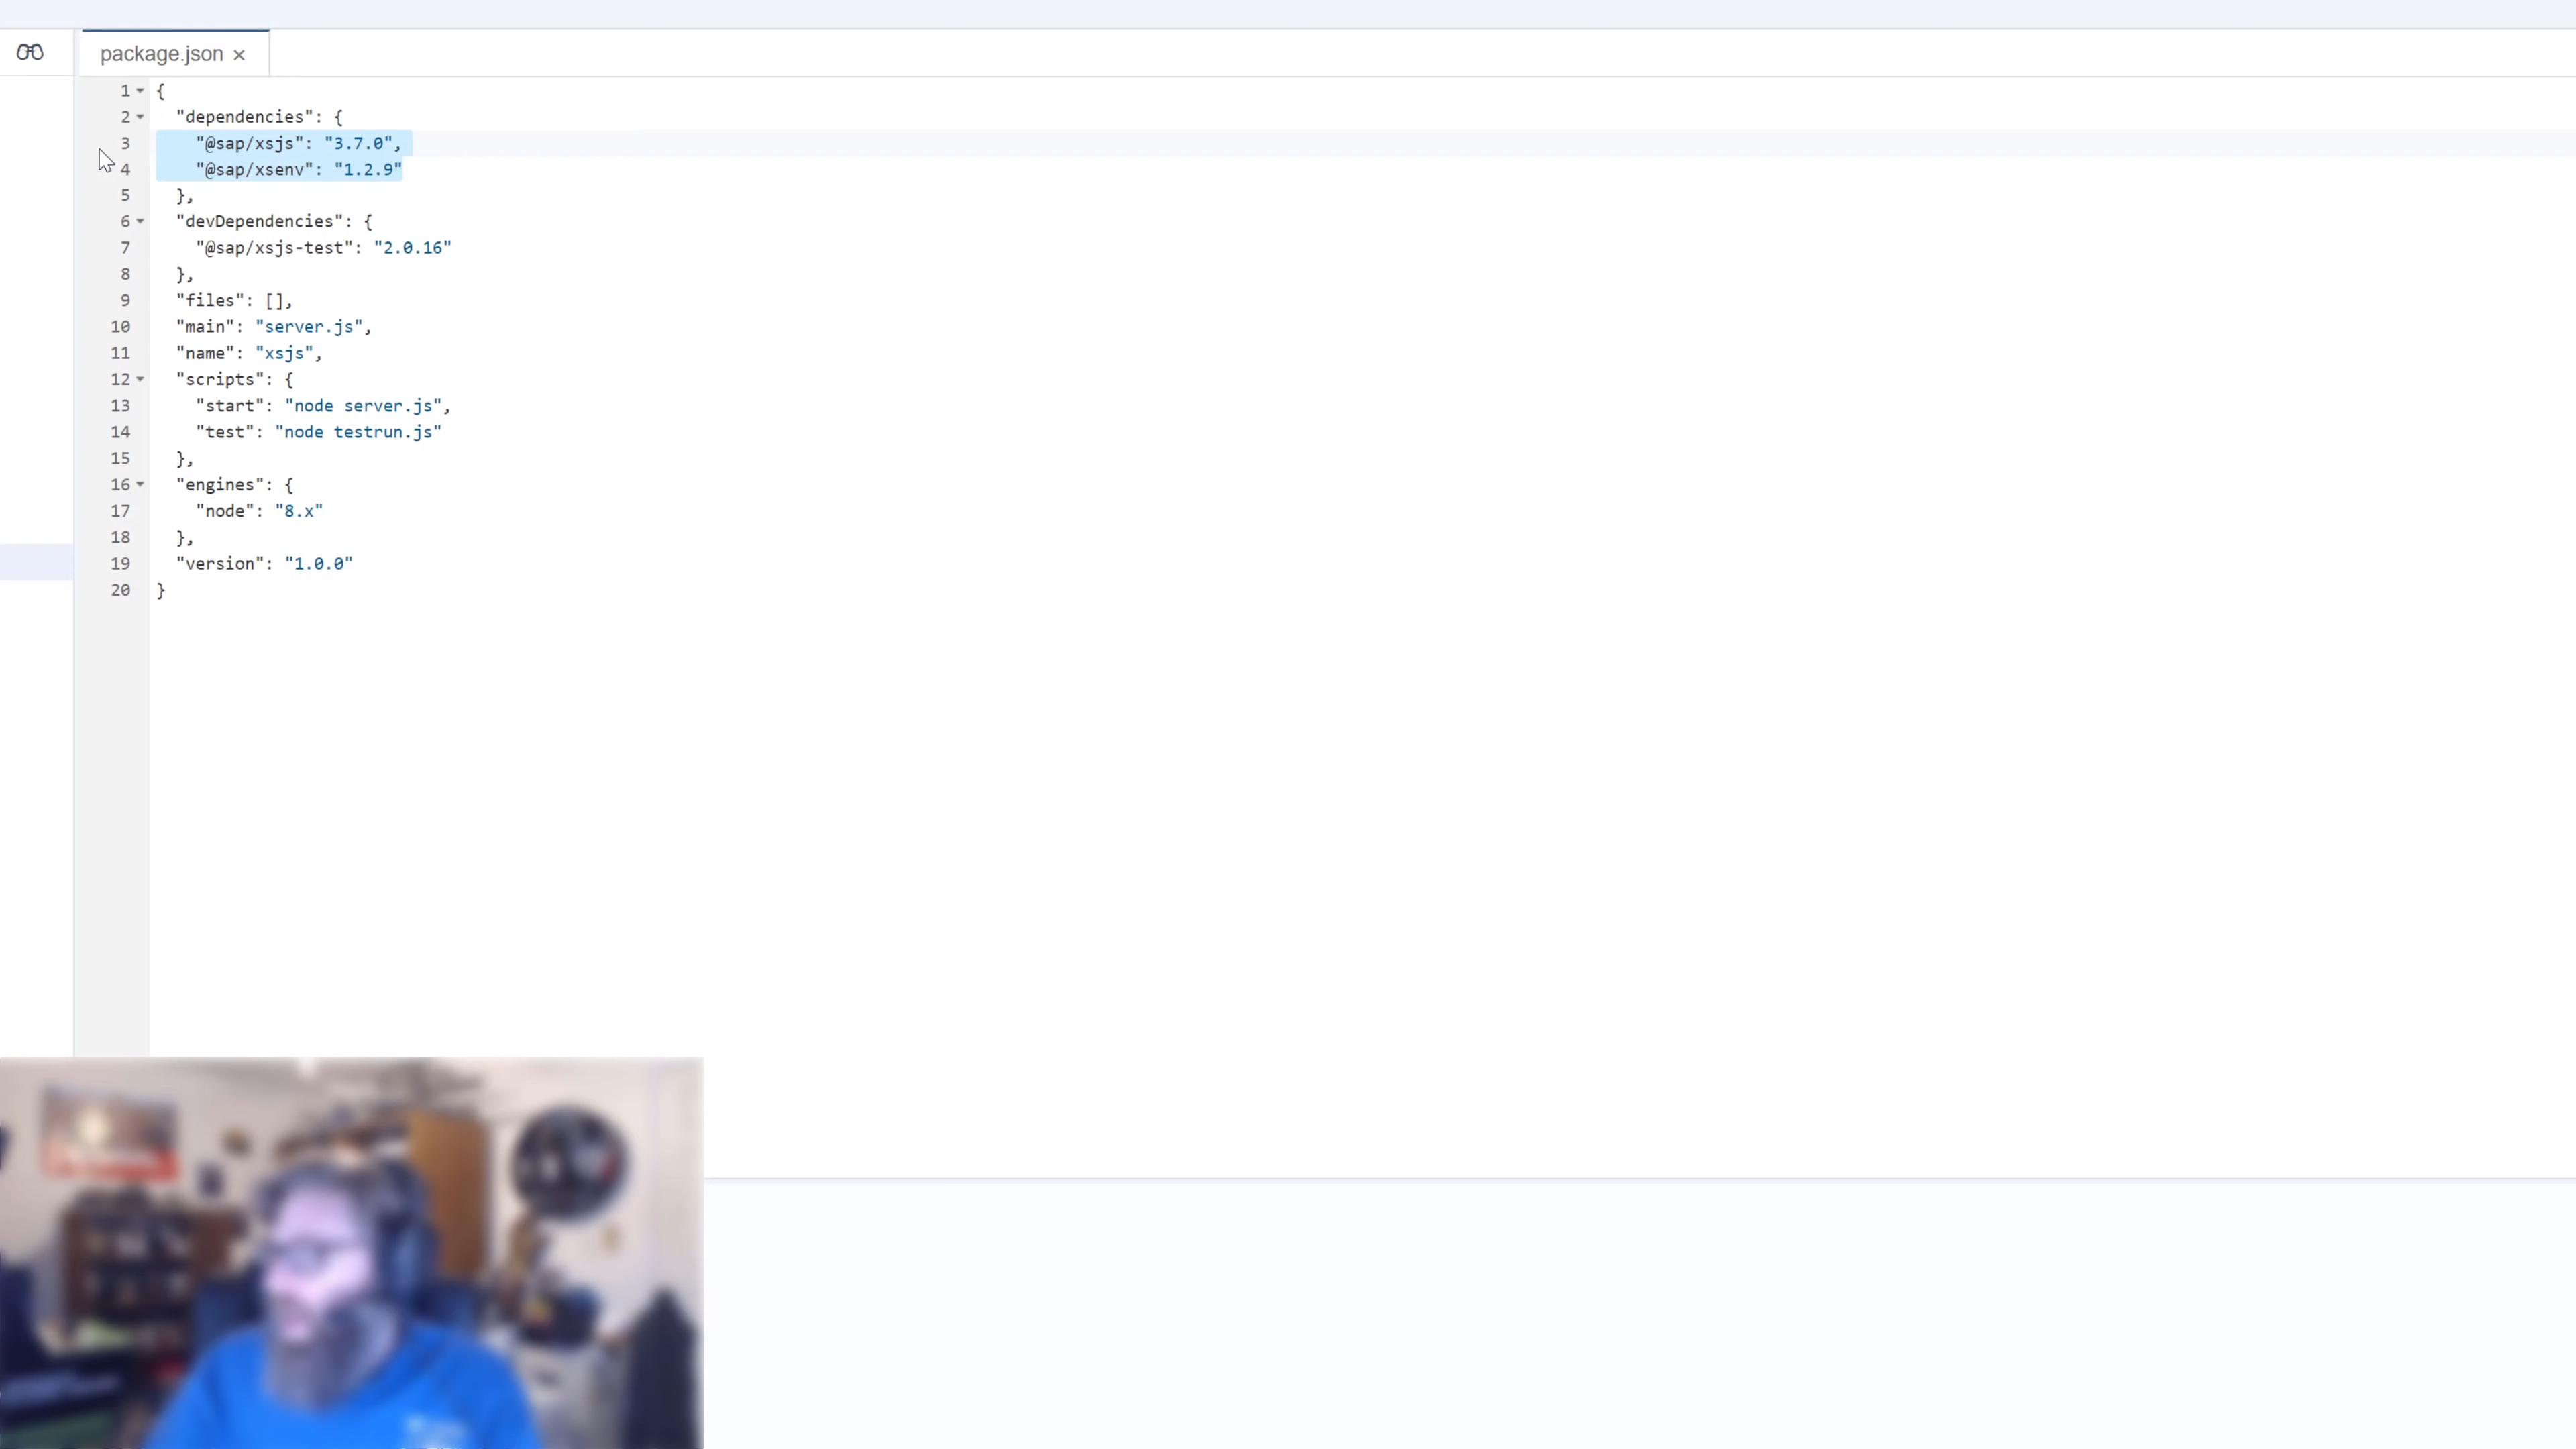 package.json ×
1 {
2 "dependencies": {
3 "@sap/xsjs": "3.7.0",
4 "@sap/xsenv": "1.2.9"
5 },
6 "devDependencies": {
7 "@sap/xsjs-test": "2.0.16"
8 },
9 "files": [],
10 "main": "server.js",
11 "name": "xsjs",
12 "scripts": {
13 "start": "node server.js",
14 "test": "node testrun.js"
15 },
16 "engines": {
17 "node": "8.x"
18 },
19 "version": "1.0.0"
20 }